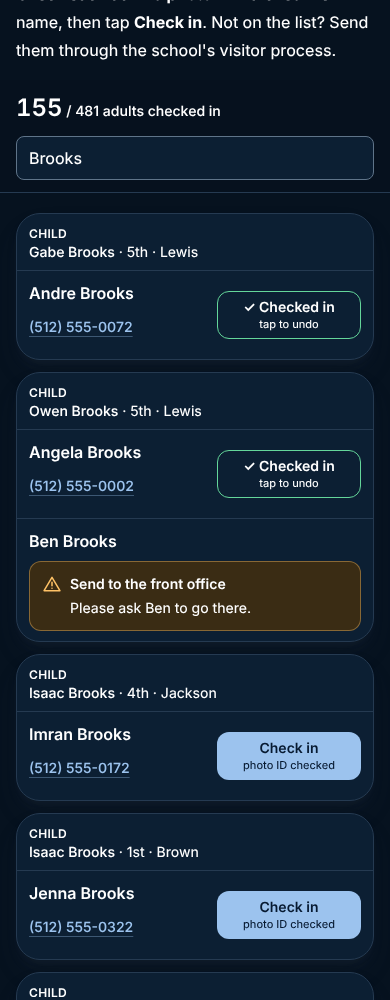 name, then tap Check in. Not on the list? Send
them through the school's visitor process.
155 / 481 adults checked in
Brooks
CHILD
Gabe Brooks · 5th · Lewis
Andre Brooks
(512) 555-0072
✓ Checked in
tap to undo
CHILD
Owen Brooks · 5th · Lewis
Angela Brooks
(512) 555-0002
✓ Checked in
tap to undo
Ben Brooks
Send to the front office
Please ask Ben to go there.
CHILD
Isaac Brooks · 4th · Jackson
Imran Brooks
(512) 555-0172
Check in
photo ID checked
CHILD
Isaac Brooks · 1st · Brown
Jenna Brooks
(512) 555-0322
Check in
photo ID checked
CHILD